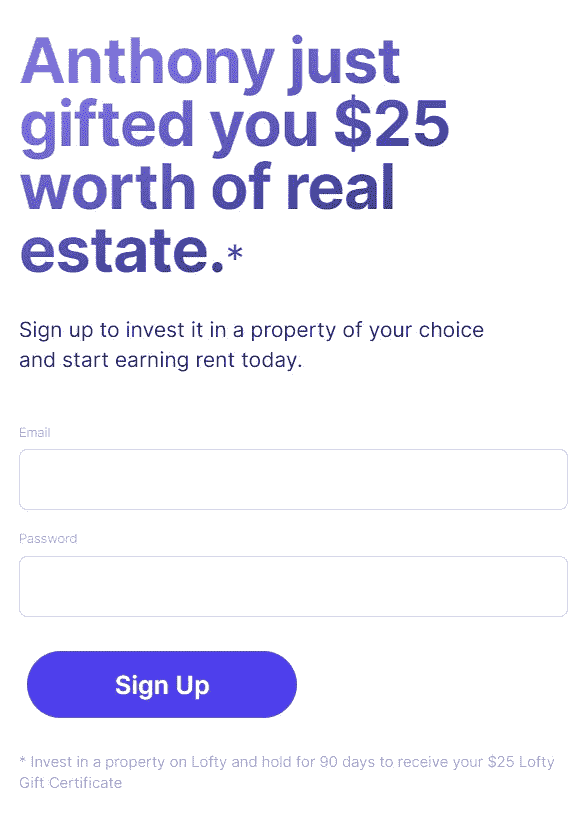 Anthony just
gifted you $25
worth of real
estate.*
Sign up to invest it in a property of your choice
and start earning rent today.
Email
Password
Sign Up
* Invest in a property on Lofty and hold for 90 days to receive your $25 Lofty
Gift Certificate